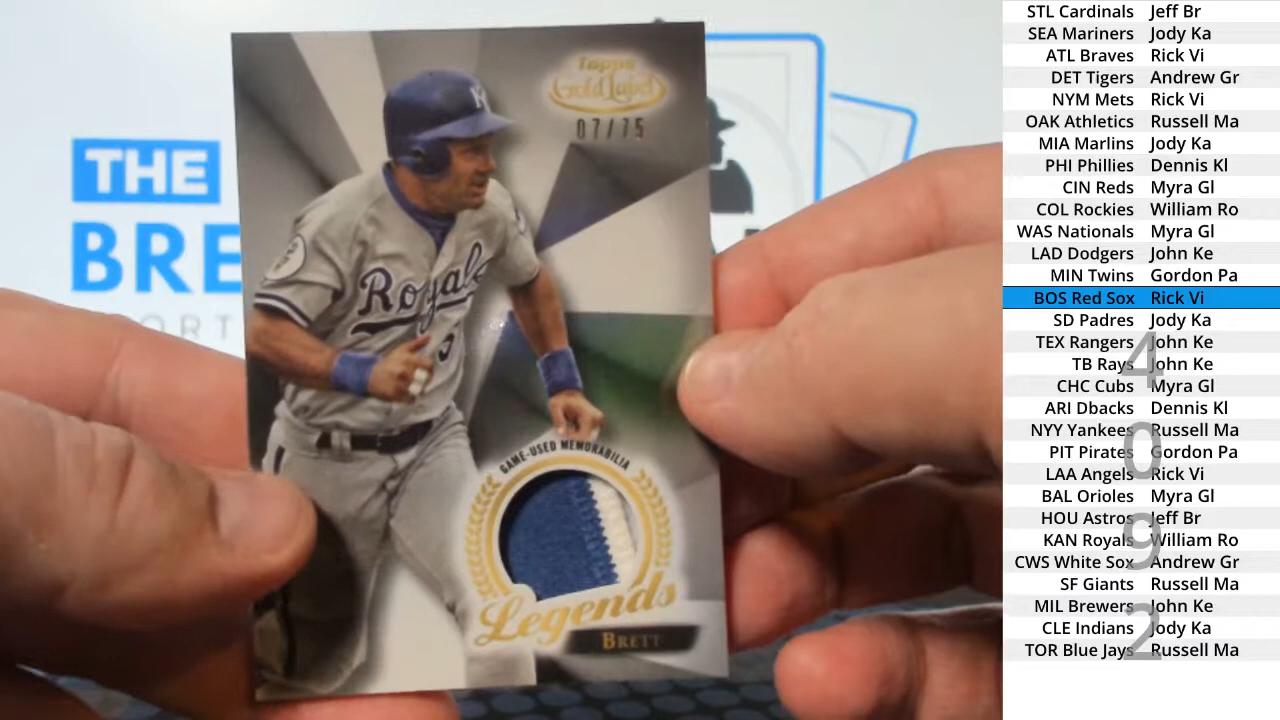 THE
BRE
ORT
Topps
Gold Label
07/75
K
Royals
5
GAME-USED MEMORABILIA
Legends
BRETT
STL Cardinals Jeff Br
SEA Mariners Jody Ka
ATL Braves Rick Vi
DET Tigers Andrew Gr
NYM Mets Rick Vi
OAK Athletics Russell Ma
MIA Marlins Jody Ka
PHI Phillies Dennis Kl
CIN Reds Myra Gl
COL Rockies William Ro
WAS Nationals Myra Gl
LAD Dodgers John Ke
MIN Twins Gordon Pa
BOS Red Sox Rick Vi
SD Padres Jody Ka
TEX Rangers John Ke
TB Rays John Ke
CHC Cubs Myra Gl
ARI Dbacks Dennis Kl
NYY Yankees Russell Ma
PIT Pirates Gordon Pa
LAA Angels Rick Vi
BAL Orioles Myra Gl
HOU Astros Jeff Br
KAN Royals William Ro
CWS White Sox Andrew Gr
SF Giants Russell Ma
MIL Brewers John Ke
CLE Indians Jody Ka
TOR Blue Jays Russell Ma
4
0
9
2